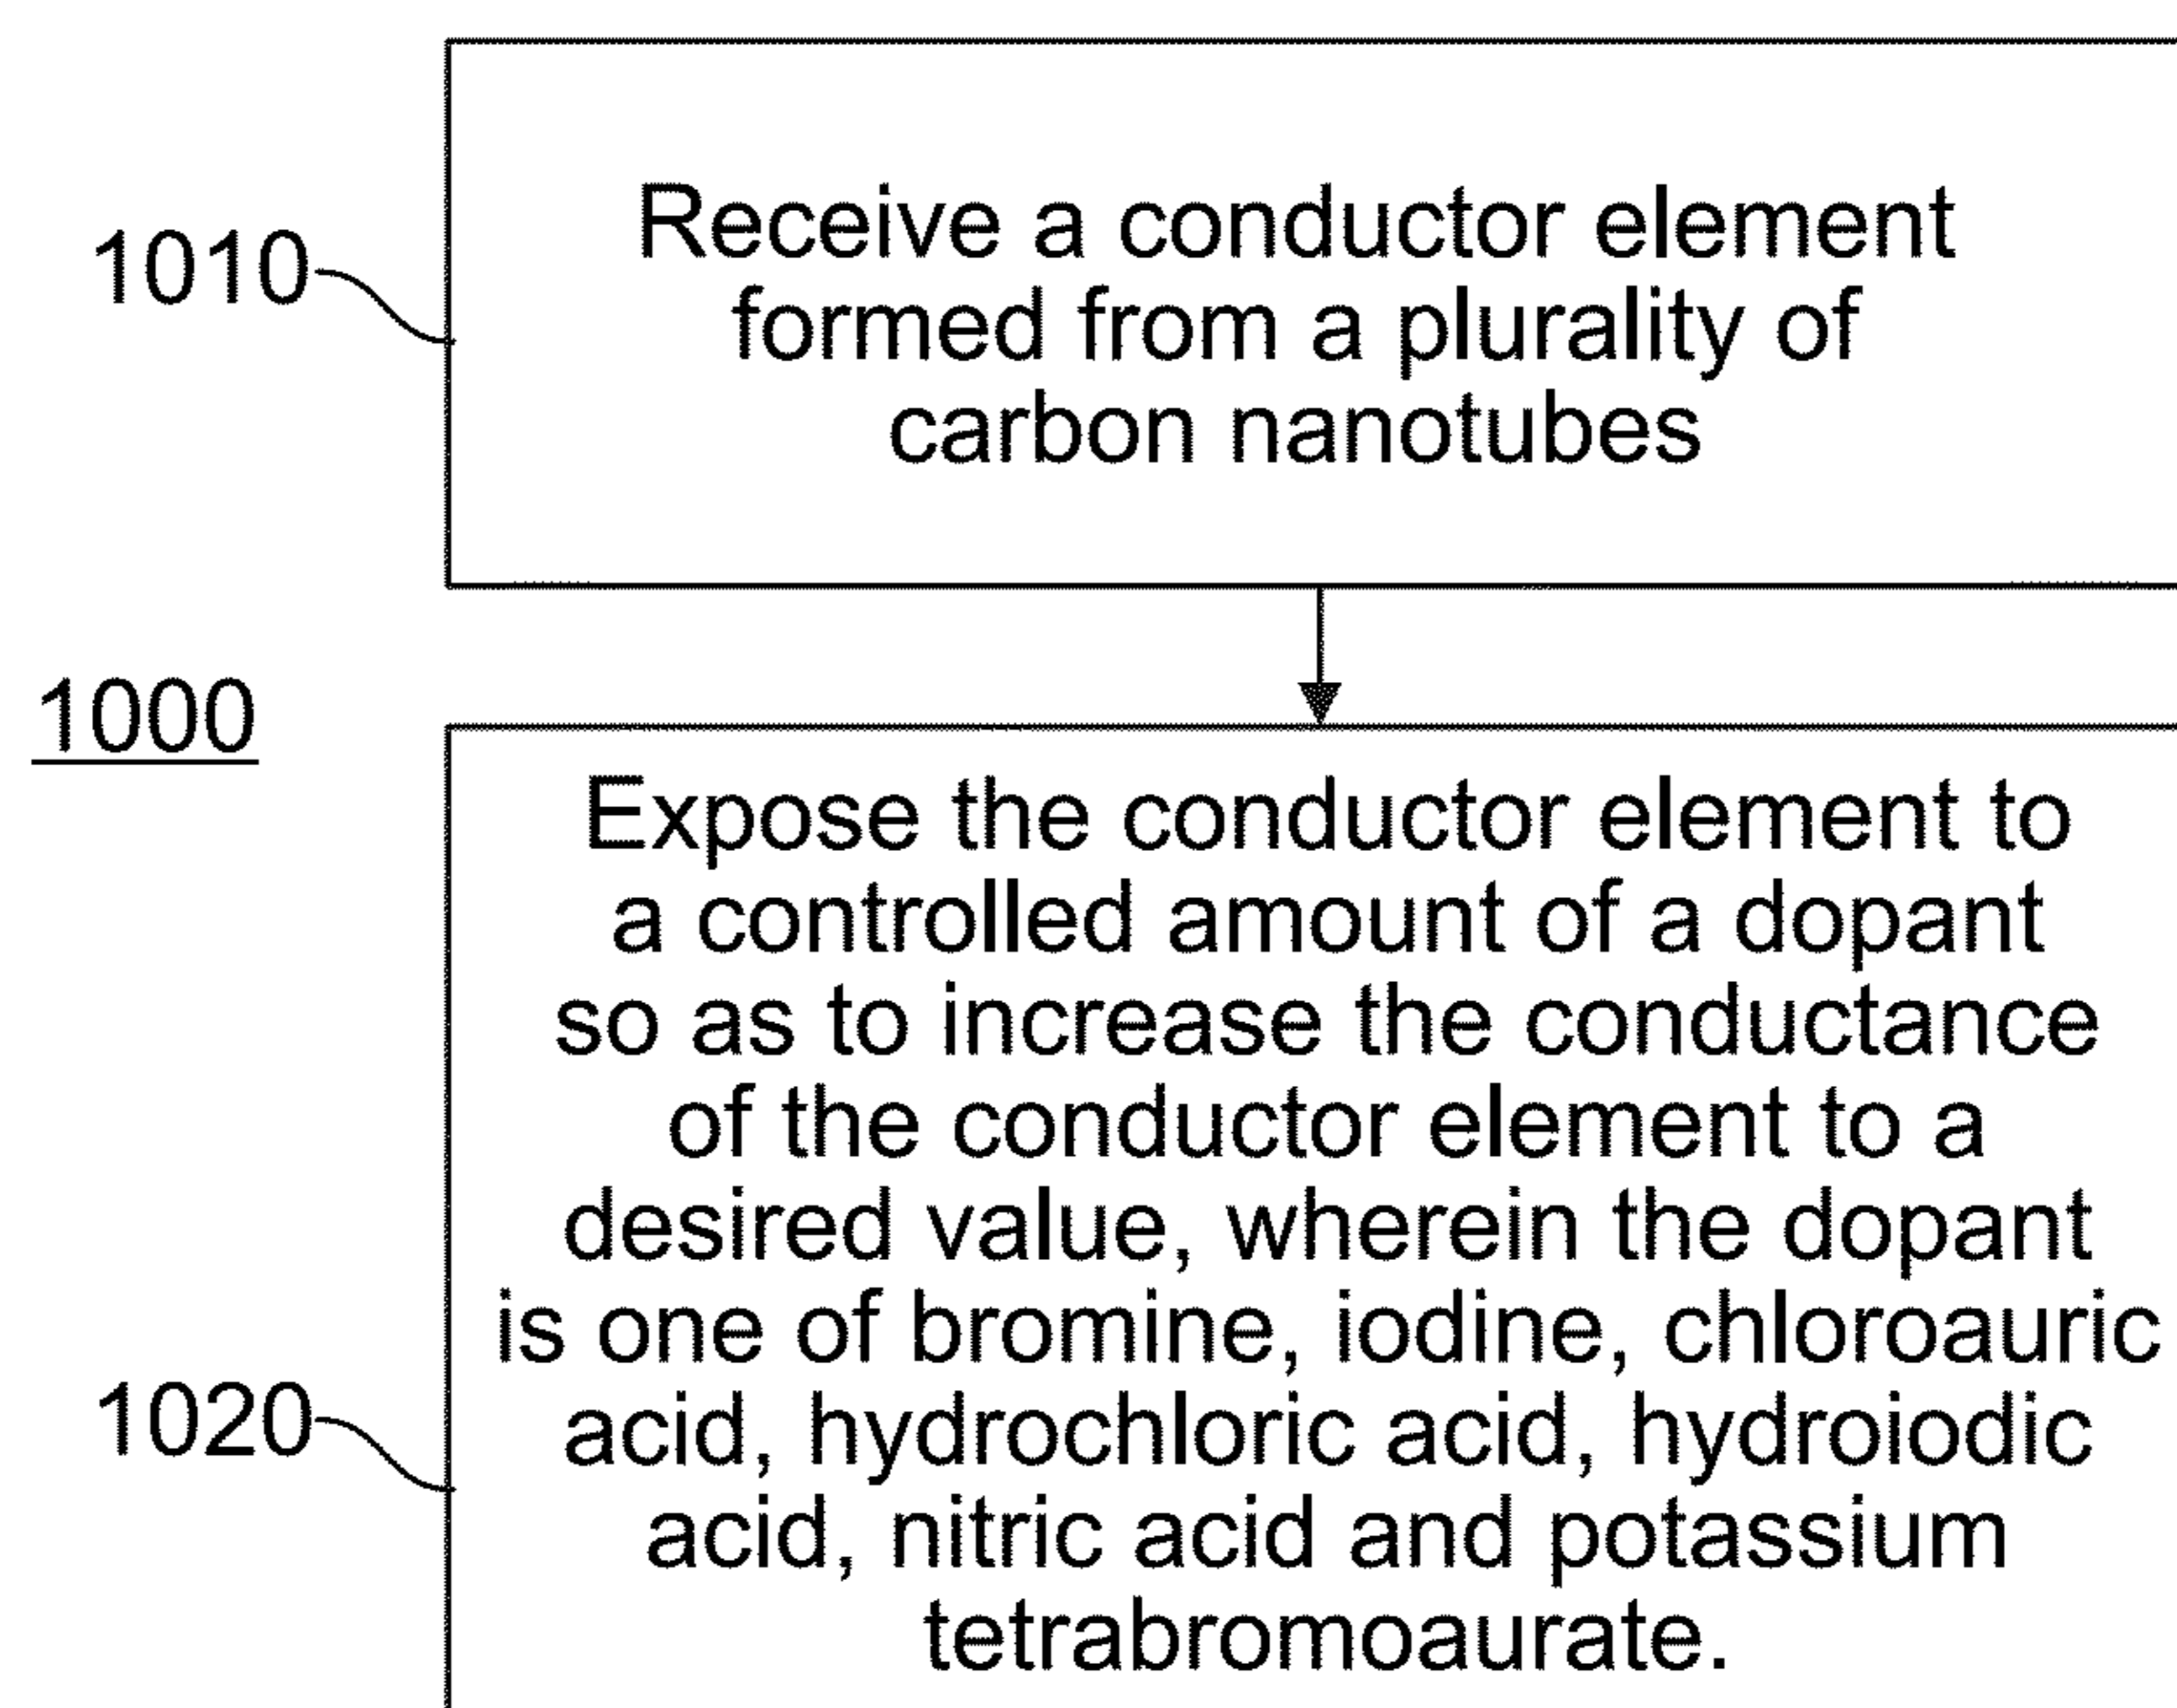 1010
Receive a conductor element
formed from a plurality of
carbon nanotubes
1000
Expose the conductor element to
a controlled amount of a dopant
so as to increase the conductance
of the conductor element to a
desired value, wherein the dopant
is one of bromine, iodine, chloroauric
acid, hydrochloric acid, hydroiodic
acid, nitric acid and potassium
tetrabromoaurate.
1020